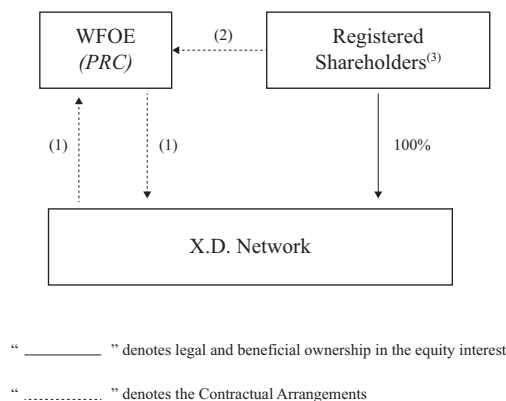 WFOE
(PRC)
(2)
Registered
Shareholders(3)
(1)
(1)
100%
X.D. Network
“ ” denotes legal and beneficial ownership in the equity interest
“ ” denotes the Contractual Arrangements